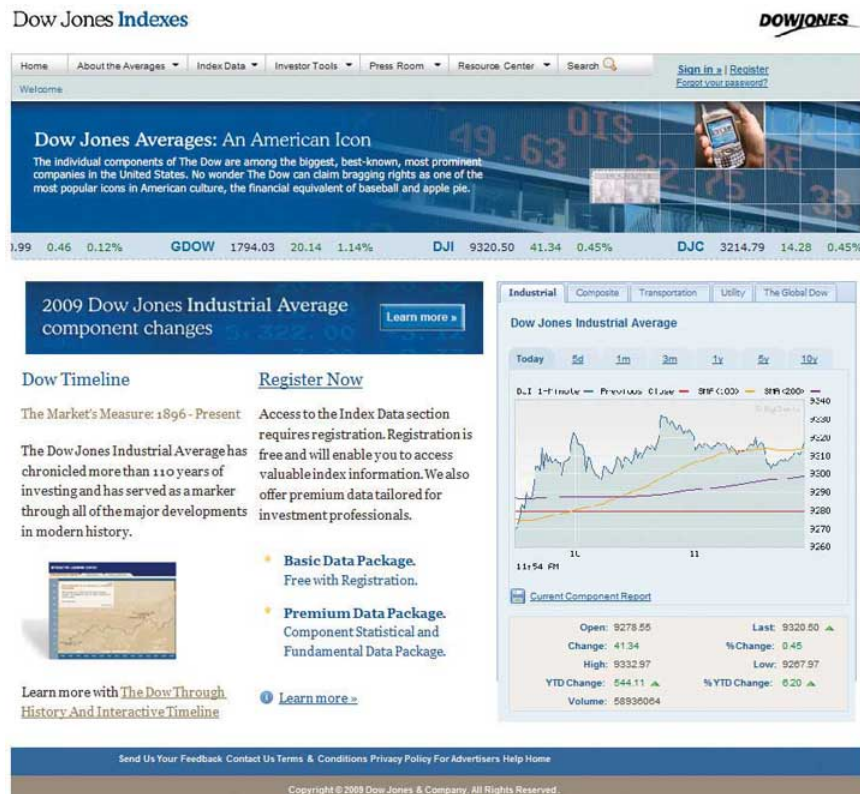 Dow Jones Indexes
DOWJONES
Home About the Averages Index Data Investor Tools Press Room Resource Center Search
Sign in » | Register
Forgot your password?
Welcome
Dow Jones Averages: An American Icon
The individual components of The Dow are among the biggest, best-known, most prominent
companies in the United States. No wonder The Dow can claim bragging rights as one of the
most popular icons in American culture, the financial equivalent of baseball and apple pie.
49.63
OIS
22.75
KE
33
0.99 0.46 0.12% GDOW 1794.03 20.14 1.14% DJI 9320.50 41.34 0.45% DJC 3214.79 14.28 0.45%
2009 Dow Jones Industrial Average
component changes
Learn more »
Dow Timeline
The Market's Measure: 1896 - Present
The Dow Jones Industrial Average has
chronicled more than 110 years of
investing and has served as a marker
through all of the major developments
in modern history.
Learn more with The Dow Through
History And Interactive Timeline
Register Now
Access to the Index Data section
requires registration. Registration is
free and will enable you to access
valuable index information. We also
offer premium data tailored for
investment professionals.
Basic Data Package.
Free with Registration.
Premium Data Package.
Component Statistical and
Fundamental Data Package.
Learn more »
Industrial Composite Transportation Utility The Global Dow
Dow Jones Industrial Average
Today 5d 1m 3m 1y 5y 10y
DJI 1-Minute Previous Close SMA(100) SMA(200)
© BigCharts
9340
9330
9320
9310
9300
9290
9280
9270
9260
10 11
11:54 AM
Current Component Report
Open: 9278.55 Last: 9320.50
Change: 41.34 %Change: 0.45
High: 9332.97 Low: 9267.97
YTD Change: 544.11 %YTD Change: 6.20
Volume: 58936064
Send Us Your Feedback Contact Us Terms & Conditions Privacy Policy For Advertisers Help Home
Copyright © 2009 Dow Jones & Company. All Rights Reserved.